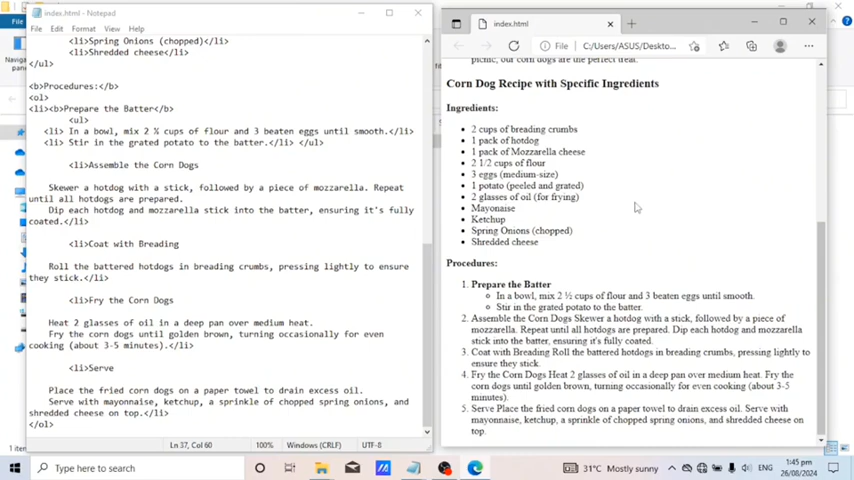 index.html - Notepad
File Edit Format View Help
<li>Spring Onions (chopped)</li>
<li>Shredded cheese</li>
</ul>
<b>Procedures:</b>
<ol>
<li><b>Prepare the Batter</b>
<ul>
<li> In a bowl, mix 2 ½ cups of flour and 3 beaten eggs until smooth.</li>
<li> Stir in the grated potato to the batter.</li> </ul>
<li>Assemble the Corn Dogs
Skewer a hotdog with a stick, followed by a piece of mozzarella. Repeat
until all hotdogs are prepared.
Dip each hotdog and mozzarella stick into the batter, ensuring it's fully
coated.</li>
<li>Coat with Breading
Roll the battered hotdogs in breading crumbs, pressing lightly to ensure
they stick.</li>
<li>Fry the Corn Dogs
Heat 2 glasses of oil in a deep pan over medium heat.
Fry the corn dogs until golden brown, turning occasionally for even
cooking (about 3-5 minutes).</li>
<li>Serve
Place the fried corn dogs on a paper towel to drain excess oil.
Serve with mayonnaise, ketchup, a sprinkle of chopped spring onions, and
shredded cheese on top.</li>
</ol>
Ln 37, Col 60 100% Windows (CRLF) UTF-8
index.html
File C:/Users/ASUS/Deskto...
picnic, our corn dogs are the perfect treat.
Corn Dog Recipe with Specific Ingredients
Ingredients:
2 cups of breading crumbs
1 pack of hotdog
1 pack of Mozzarella cheese
2 1/2 cups of flour
3 eggs (medium-size)
1 potato (peeled and grated)
2 glasses of oil (for frying)
Mayonaise
Ketchup
Spring Onions (chopped)
Shredded cheese
Procedures:
1. Prepare the Batter
In a bowl, mix 2 ½ cups of flour and 3 beaten eggs until smooth.
Stir in the grated potato to the batter.
2. Assemble the Corn Dogs Skewer a hotdog with a stick, followed by a piece of
mozzarella. Repeat until all hotdogs are prepared. Dip each hotdog and mozzarella
stick into the batter, ensuring it's fully coated.
3. Coat with Breading Roll the battered hotdogs in breading crumbs, pressing lightly to
ensure they stick.
4. Fry the Corn Dogs Heat 2 glasses of oil in a deep pan over medium heat. Fry the
corn dogs until golden brown, turning occasionally for even cooking (about 3-5
minutes).
5. Serve Place the fried corn dogs on a paper towel to drain excess oil. Serve with
mayonnaise, ketchup, a sprinkle of chopped spring onions, and shredded cheese on
top.
File
Type here to search
31°C Mostly sunny
ENG
1:45 pm
26/08/2024